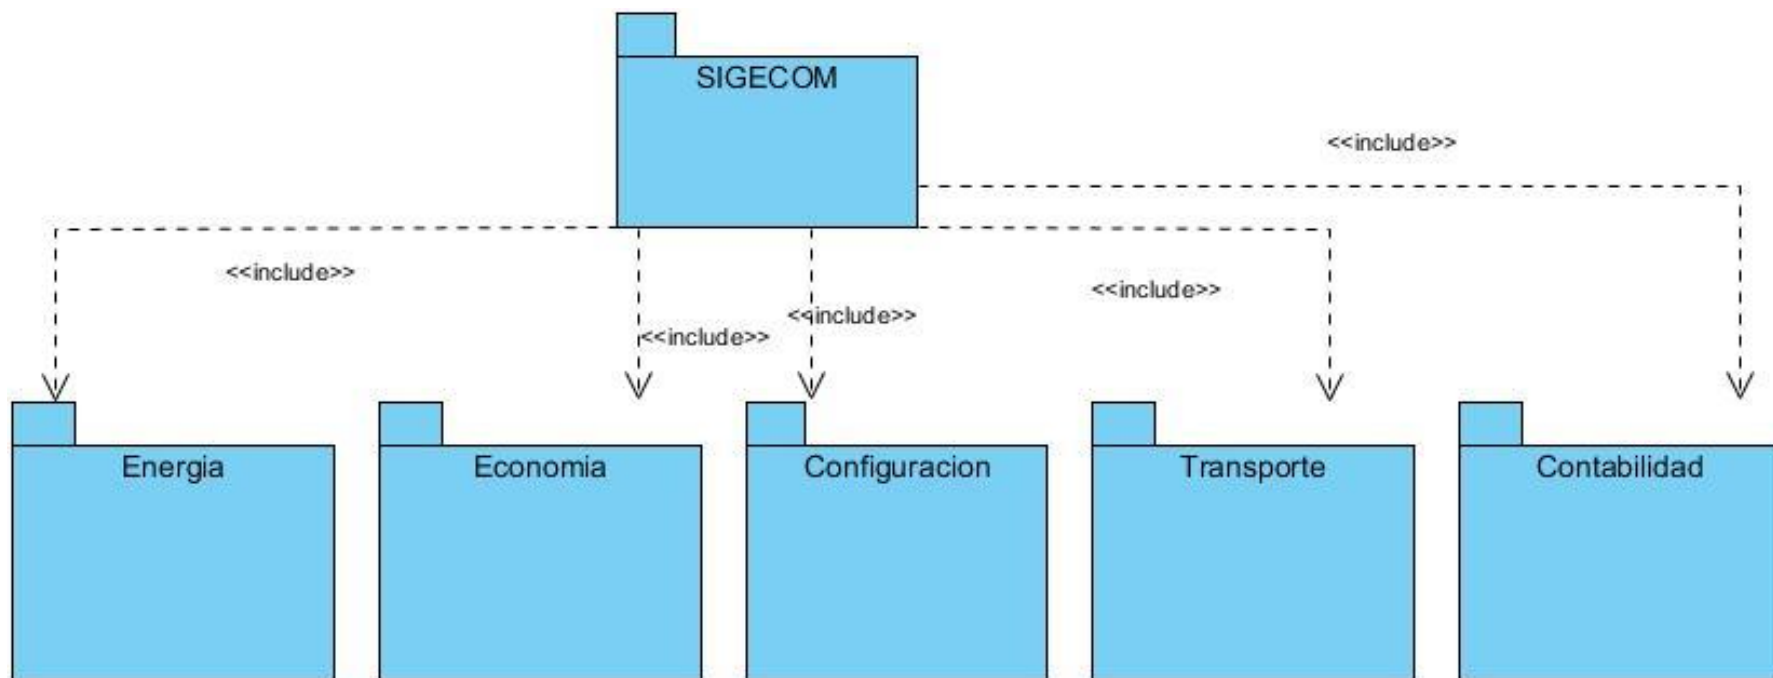 SIGECOM
<<include>>
<<include>>
<<include>>
<<include>>
<<include>>
Energia
Economia
Configuracion
Transporte
Contabilidad